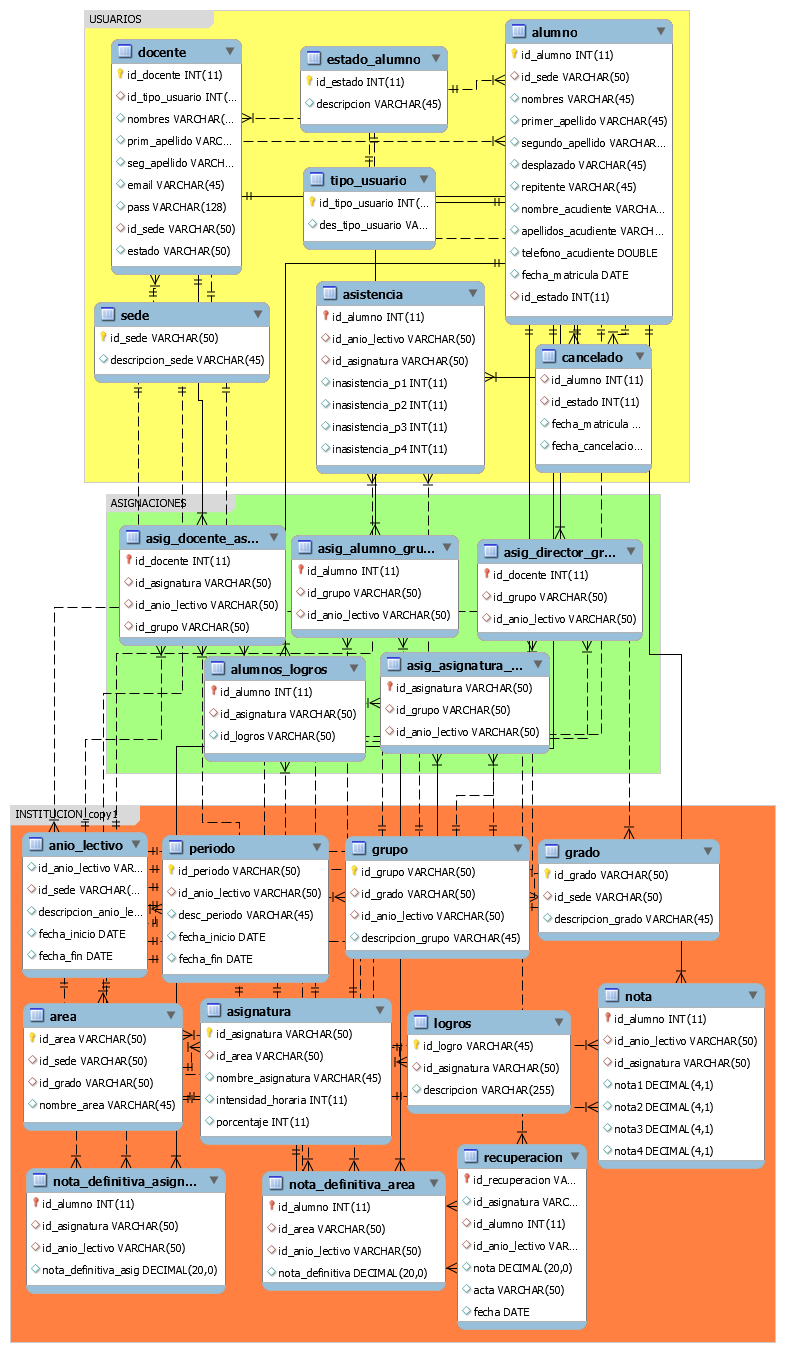 USUARIOS
docente
id_docente INT(11)
id_tipo_usuario INT(...
nombres VARCHAR(...
prim_apellido VARC...
seg_apellido VARCH...
email VARCHAR(45)
pass VARCHAR(128)
id_sede VARCHAR(50)
estado VARCHAR(50)
estado_alumno
id_estado INT(11)
descripcion VARCHAR(45)
alumno
id_alumno INT(11)
id_sede VARCHAR(50)
nombres VARCHAR(45)
primer_apellido VARCHAR(45)
segundo_apellido VARCHAR...
desplazado VARCHAR(45)
repitente VARCHAR(45)
nombre_acudiente VARCHA...
apellidos_acudiente VARCH...
telefono_acudiente DOUBLE
fecha_matricula DATE
id_estado INT(11)
tipo_usuario
id_tipo_usuario INT(...
des_tipo_usuario VA...
sede
id_sede VARCHAR(50)
descripcion_sede VARCHAR(45)
asistencia
id_alumno INT(11)
id_anio_lectivo VARCHAR(50)
id_asignatura VARCHAR(50)
inasistencia_p1 INT(11)
inasistencia_p2 INT(11)
inasistencia_p3 INT(11)
inasistencia_p4 INT(11)
cancelado
id_alumno INT(11)
id_estado INT(11)
fecha_matricula ...
fecha_cancelacio...
ASIGNACIONES
asig_docente_as...
id_docente INT(11)
id_asignatura VARCHAR(50)
id_anio_lectivo VARCHAR(50)
id_grupo VARCHAR(50)
asig_alumno_gru...
id_alumno INT(11)
id_grupo VARCHAR(50)
id_anio_lectivo VARCHAR(50)
asig_director_gr...
id_docente INT(11)
id_grupo VARCHAR(50)
id_anio_lectivo VARCHAR(50)
alumnos_logros
id_alumno INT(11)
id_asignatura VARCHAR(50)
id_logros VARCHAR(50)
asig_asignatura_...
id_asignatura VARCHAR(50)
id_grupo VARCHAR(50)
id_anio_lectivo VARCHAR(50)
INSTITUCION_copy1
anio_lectivo
id_anio_lectivo VAR...
id_sede VARCHAR(...
descripcion_anio_le...
fecha_inicio DATE
fecha_fin DATE
periodo
id_periodo VARCHAR(50)
id_anio_lectivo VARCHAR(50)
desc_periodo VARCHAR(45)
fecha_inicio DATE
fecha_fin DATE
grupo
id_grupo VARCHAR(50)
id_grado VARCHAR(50)
id_anio_lectivo VARCHAR(50)
descripcion_grupo VARCHAR(45)
grado
id_grado VARCHAR(50)
id_sede VARCHAR(50)
descripcion_grado VARCHAR(45)
area
id_area VARCHAR(50)
id_sede VARCHAR(50)
id_grado VARCHAR(50)
nombre_area VARCHAR(45)
asignatura
id_asignatura VARCHAR(50)
id_area VARCHAR(50)
nombre_asignatura VARCHAR(45)
intensidad_horaria INT(11)
porcentaje INT(11)
logros
id_logro VARCHAR(45)
id_asignatura VARCHAR(50)
descripcion VARCHAR(255)
nota
id_alumno INT(11)
id_anio_lectivo VARCHAR(50)
id_asignatura VARCHAR(50)
nota1 DECIMAL(4,1)
nota2 DECIMAL(4,1)
nota3 DECIMAL(4,1)
nota4 DECIMAL(4,1)
nota_definitiva_asign...
id_alumno INT(11)
id_asignatura VARCHAR(50)
id_anio_lectivo VARCHAR(50)
nota_definitiva_asig DECIMAL(20,0)
nota_definitiva_area
id_alumno INT(11)
id_area VARCHAR(50)
id_anio_lectivo VARCHAR(50)
nota_definitiva DECIMAL(20,0)
recuperacion
id_recuperacion VA...
id_asignatura VARC...
id_alumno INT(11)
id_anio_lectivo VAR...
nota DECIMAL(20,0)
acta VARCHAR(50)
fecha DATE